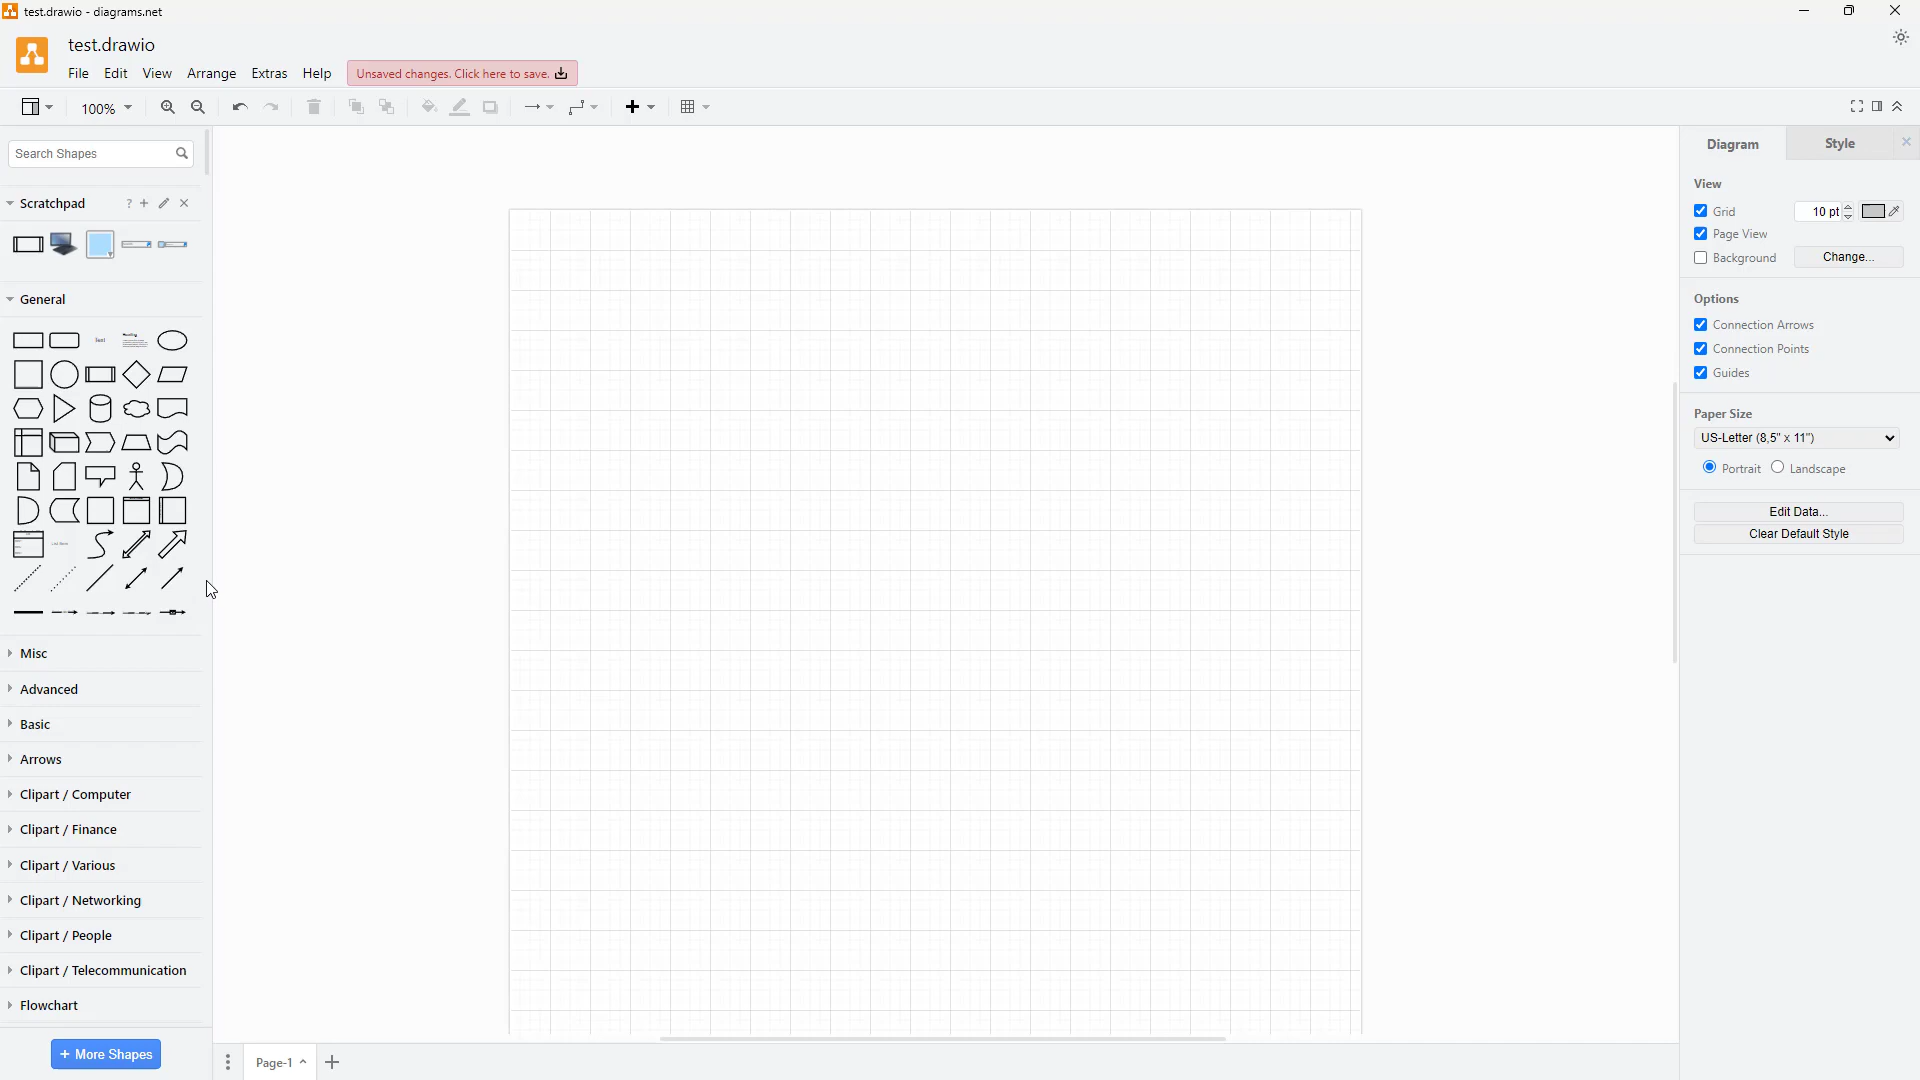 test.drawio - diagrams.net
test.drawio
File Edit View Arrange Extras Help Unsaved changes. Click here to save.
100%
Search Shapes
Scratchpad ?
General
Text
Heading
Misc
Advanced
Basic
Arrows
Clipart / Computer
Clipart / Finance
Clipart / Various
Clipart / Networking
Clipart / People
Clipart / Telecommunication
Flowchart
+ More Shapes
Page-1
Diagram Style
View
Grid 10 pt
Page View
Background Change...
Options
Connection Arrows
Connection Points
Guides
Paper Size
US-Letter (8,5" x 11")
Portrait Landscape
Edit Data...
Clear Default Style